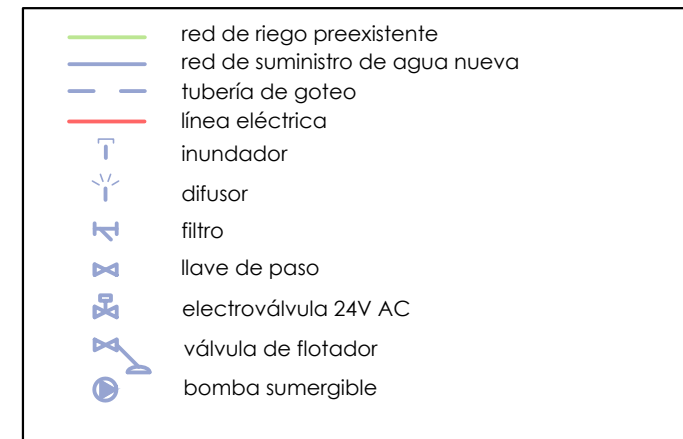 red de riego preexistente
red de suministro de agua nueva
tubería de goteo
línea eléctrica
inundador
difusor
filtro
llave de paso
electroválvula 24V AC
válvula de flotador
bomba sumergible